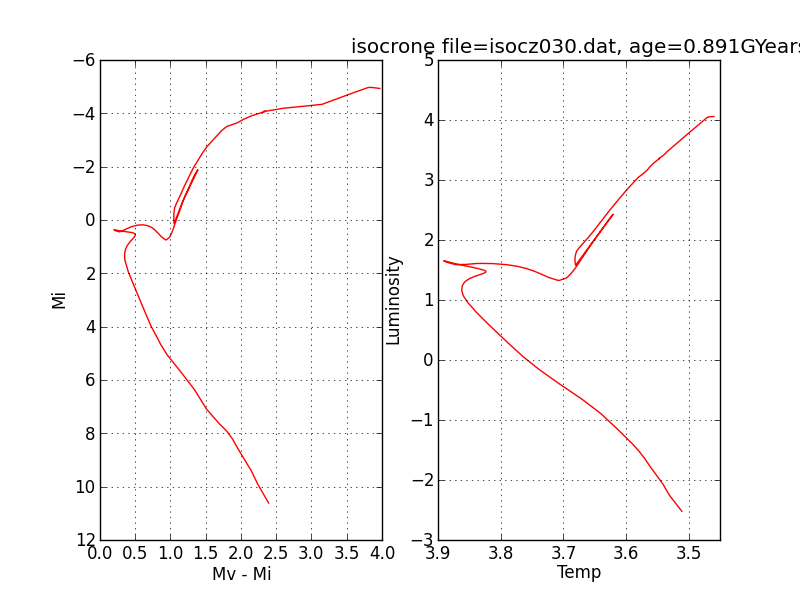 isocrone file=isocz030.dat, age=0.891GYears
−6
−4
−2
0
2
4
6
8
10
12
Mi
0.0 0.5 1.0 1.5 2.0 2.5 3.0 3.5 4.0
Mv - Mi
5
4
3
2
1
0
−1
−2
−3
Luminosity
3.9 3.8 3.7 3.6 3.5
Temp